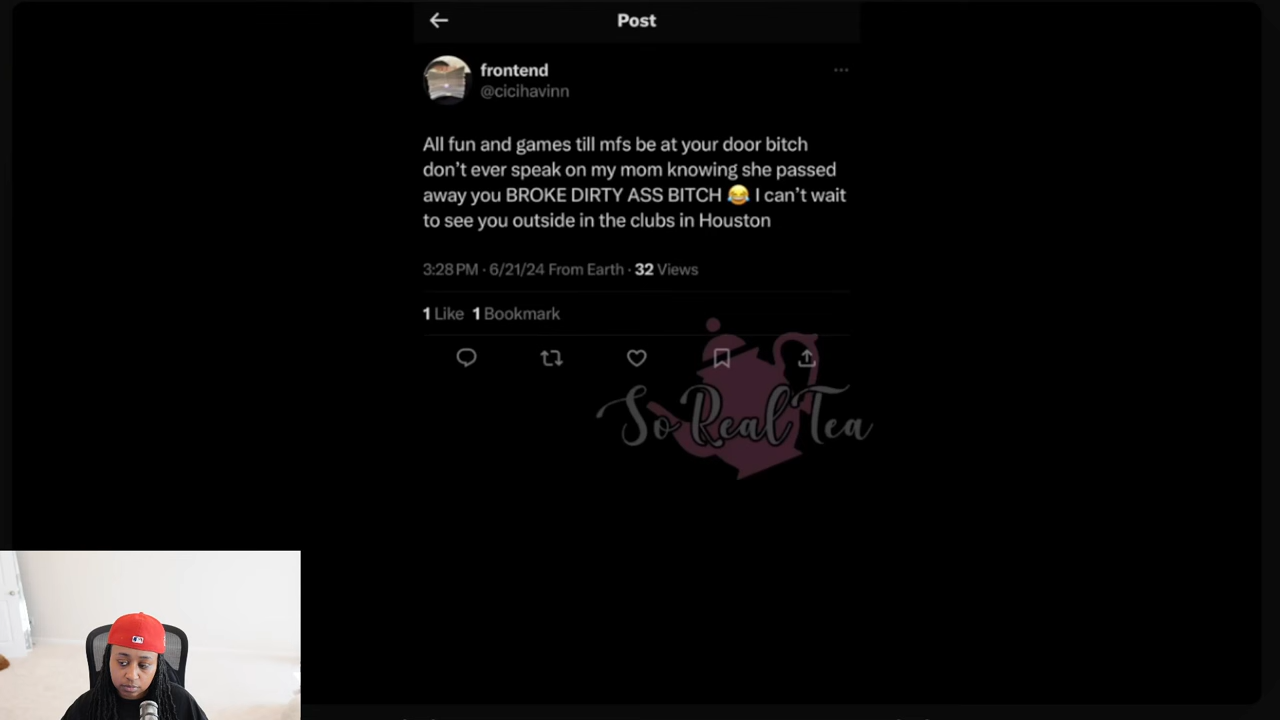 Post
frontend
@cicihavinn
All fun and games till mfs be at your door bitch
don’t ever speak on my mom knowing she passed
away you BROKE DIRTY ASS BITCH 😂 I can’t wait
to see you outside in the clubs in Houston
3:28 PM · 6/21/24 From Earth · 32 Views
1 Like 1 Bookmark
So Real Tea